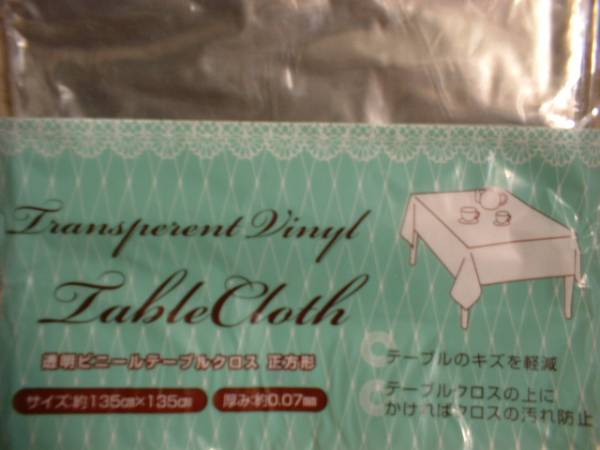 Transperent Vinyl
TableCloth
透明ビニールテーブルクロス 正方形
サイズ:約135cm×135cm
厚み:約0.07mm
テーブルのキズを軽減
テーブルクロスの上に
かければクロスの汚れ防止